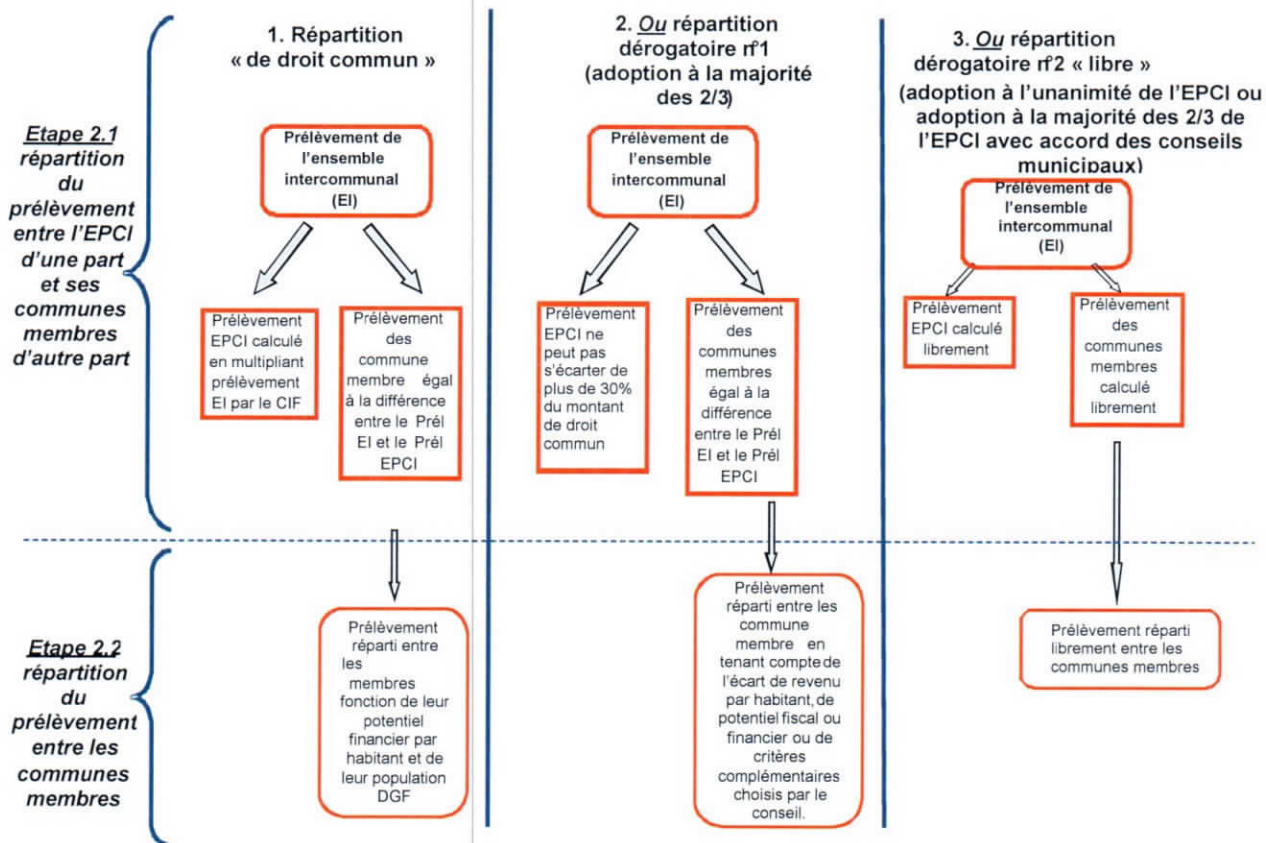 1. Répartition
« de droit commun »
2. Ou répartition
dérogatoire n°1
(adoption à la majorité
des 2/3)
3. Ou répartition
dérogatoire n°2 « libre »
(adoption à l'unanimité de l'EPCI ou
adoption à la majorité des 2/3 de
l'EPCI avec accord des conseils
municipaux)
Etape 2.1
répartition
du
prélèvement
entre l'EPCI
d'une part
et ses
communes
membres
d'autre part
Prélèvement de
l'ensemble
intercommunal
(EI)
Prélèvement
EPCI calculé
en multipliant
prélèvement
EI par le CIF
Prélèvement
des
commune
membre égal
à la différence
entre le Prél
EI et le Prél
EPCI
Prélèvement de
l'ensemble
intercommunal
(EI)
Prélèvement
EPCI ne
peut pas
s'écarter de
plus de 30%
du montant
de droit
commun
Prélèvement
des
communes
membres
égal à la
différence
entre le Prél
EI et le Prél
EPCI
Prélèvement de
l'ensemble
intercommunal
(EI)
Prélèvement
EPCI calculé
librement
Prélèvement
des
communes
membres
calculé
librement
Etape 2.2
répartition
du
prélèvement
entre les
communes
membres
Prélèvement
réparti entre
les
membres
fonction de leur
potentiel
financier par
habitant et de
leur population
DGF
Prélèvement
réparti entre les
commune
membre en
tenant compte de
l'écart de revenu
par habitant, de
potentiel fiscal ou
financier ou de
critères
complémentaires
choisis par le
conseil.
Prélèvement réparti
librement entre les
communes membres